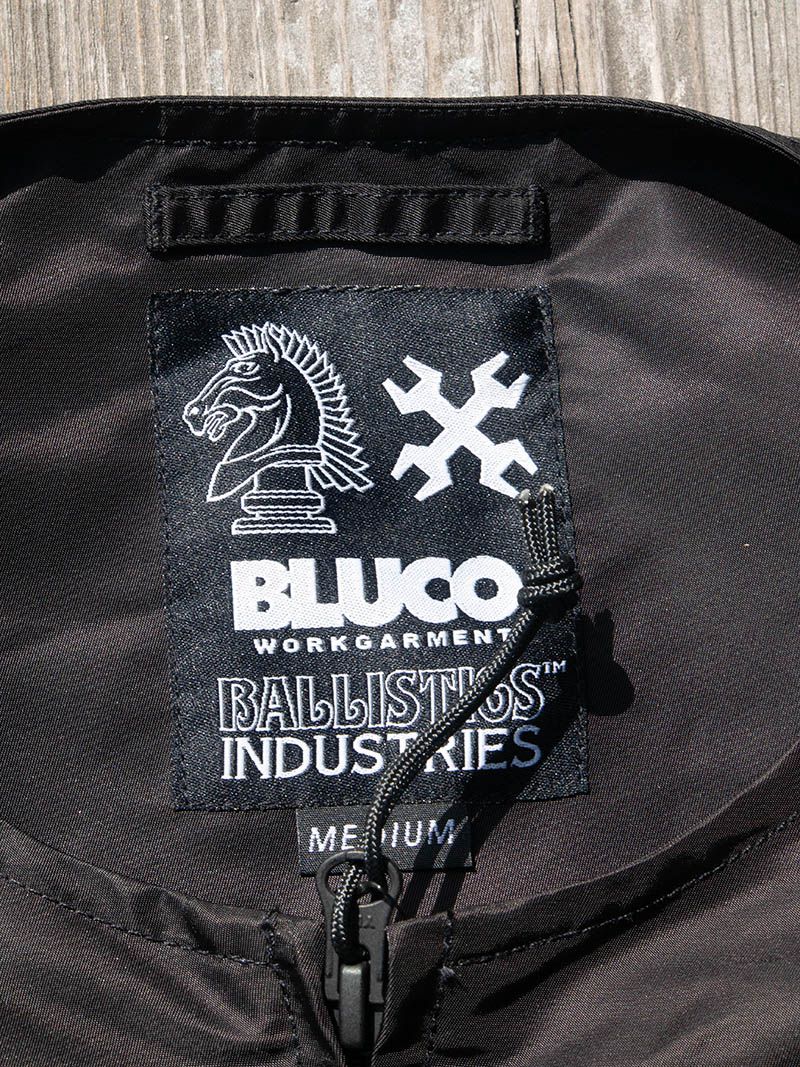 BLUCO
WORKGARMENT
BALLISTICS™
INDUSTRIES
MEDIUM